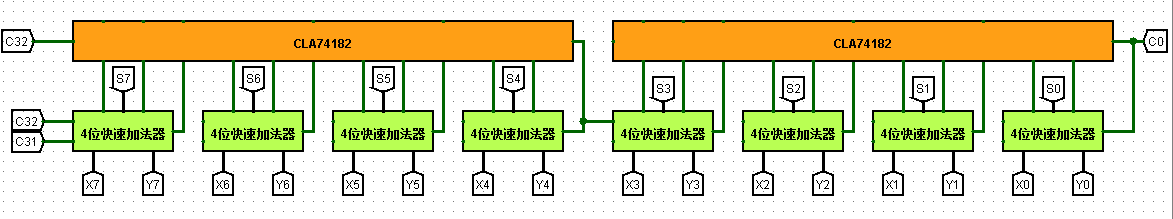 C32 CLA74182 CLA74182 C0
S7 S6 S5 S4 S3 S2 S1 S0
C32
C31
4位快速加法器 4位快速加法器 4位快速加法器 4位快速加法器 4位快速加法器 4位快速加法器 4位快速加法器 4位快速加法器
X7 Y7 X6 Y6 X5 Y5 X4 Y4 X3 Y3 X2 Y2 X1 Y1 X0 Y0